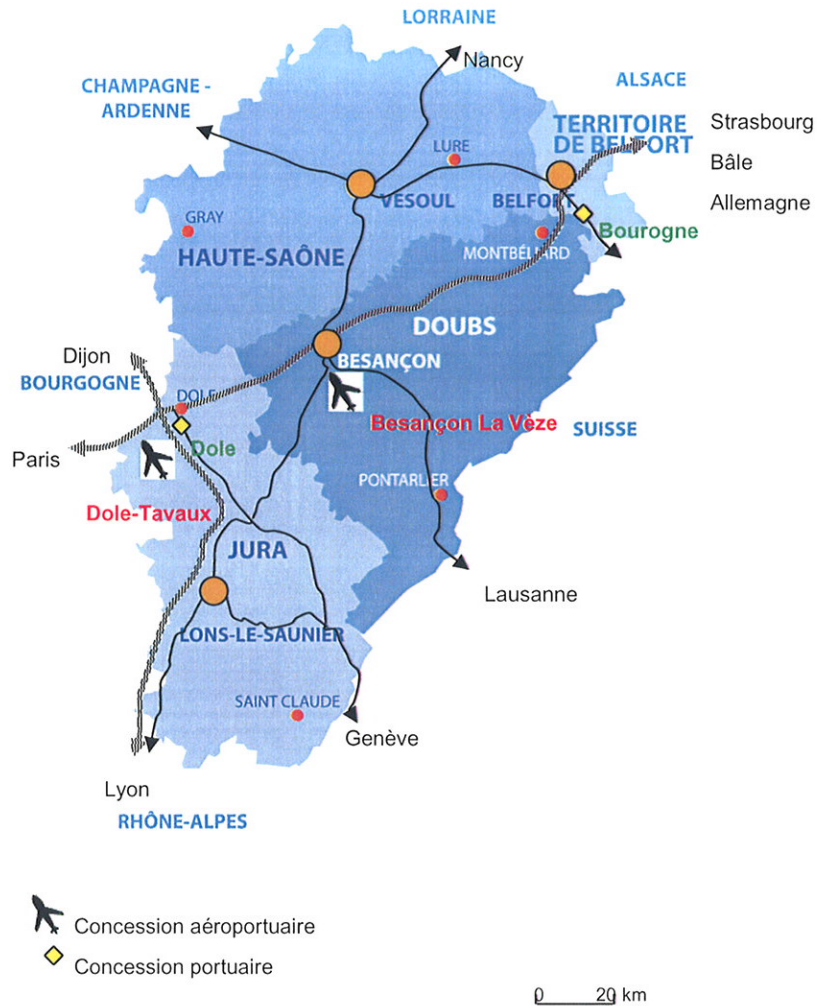 LORRAINE
Nancy
CHAMPAGNE -
ARDENNE
ALSACE
TERRITOIRE
DE BELFORT
Strasbourg
Bâle
Allemagne
LURE
VESOUL
BELFORT
GRAY
Bourogne
HAUTE-SAÔNE
MONTBÉLIARD
DOUBS
Dijon
BOURGOGNE
BESANÇON
DOLE
Besançon La Vèze
SUISSE
Dole
Paris
PONTARLIER
Dole-Tavaux
JURA
Lausanne
LONS-LE-SAUNIER
SAINT CLAUDE
Genève
Lyon
RHÔNE-ALPES
Concession aéroportuaire
Concession portuaire
0 20 km